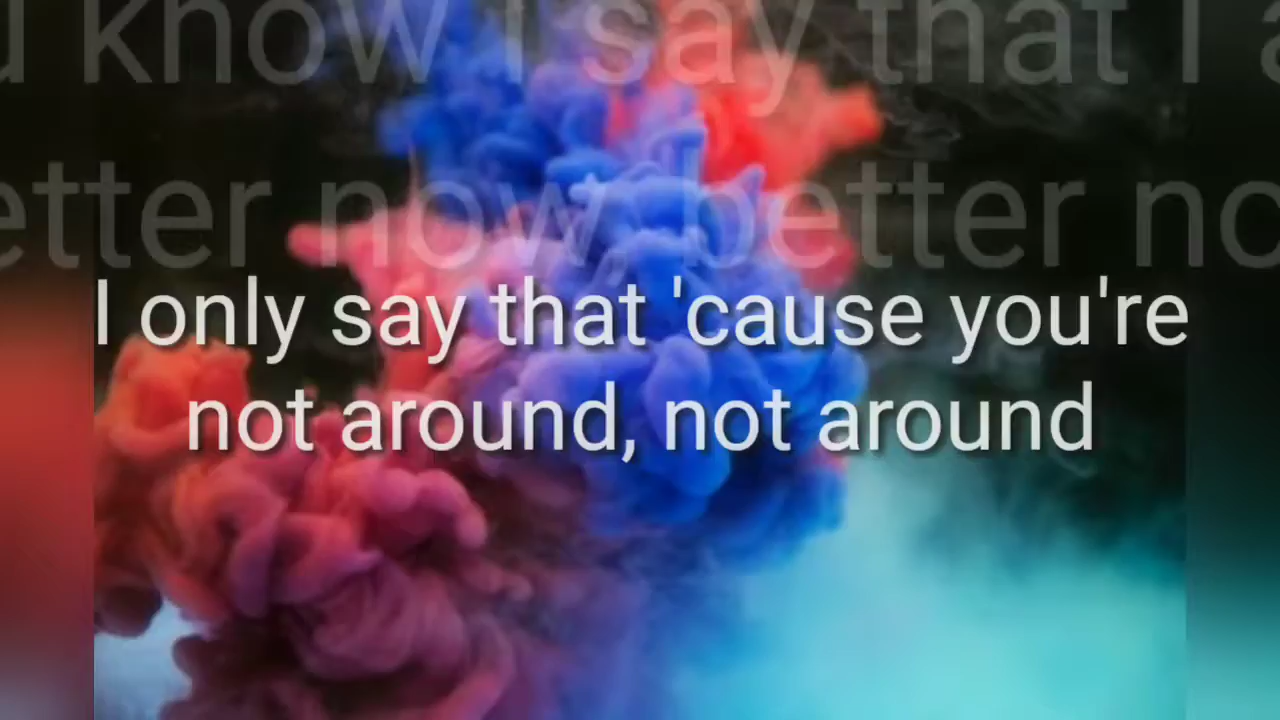 know I say that I
now, better
I only say that 'cause you're
not around, not around